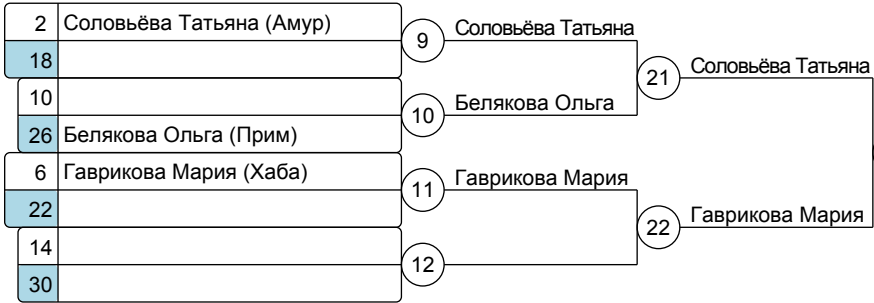 2 Соловьёва Татьяна (Амур)
18
10
26 Белякова Ольга (Прим)
6 Гаврикова Мария (Хаба)
22
14
30
9 Соловьёва Татьяна
10 Белякова Ольга
11 Гаврикова Мария
12
21 Соловьёва Татьяна
22 Гаврикова Мария